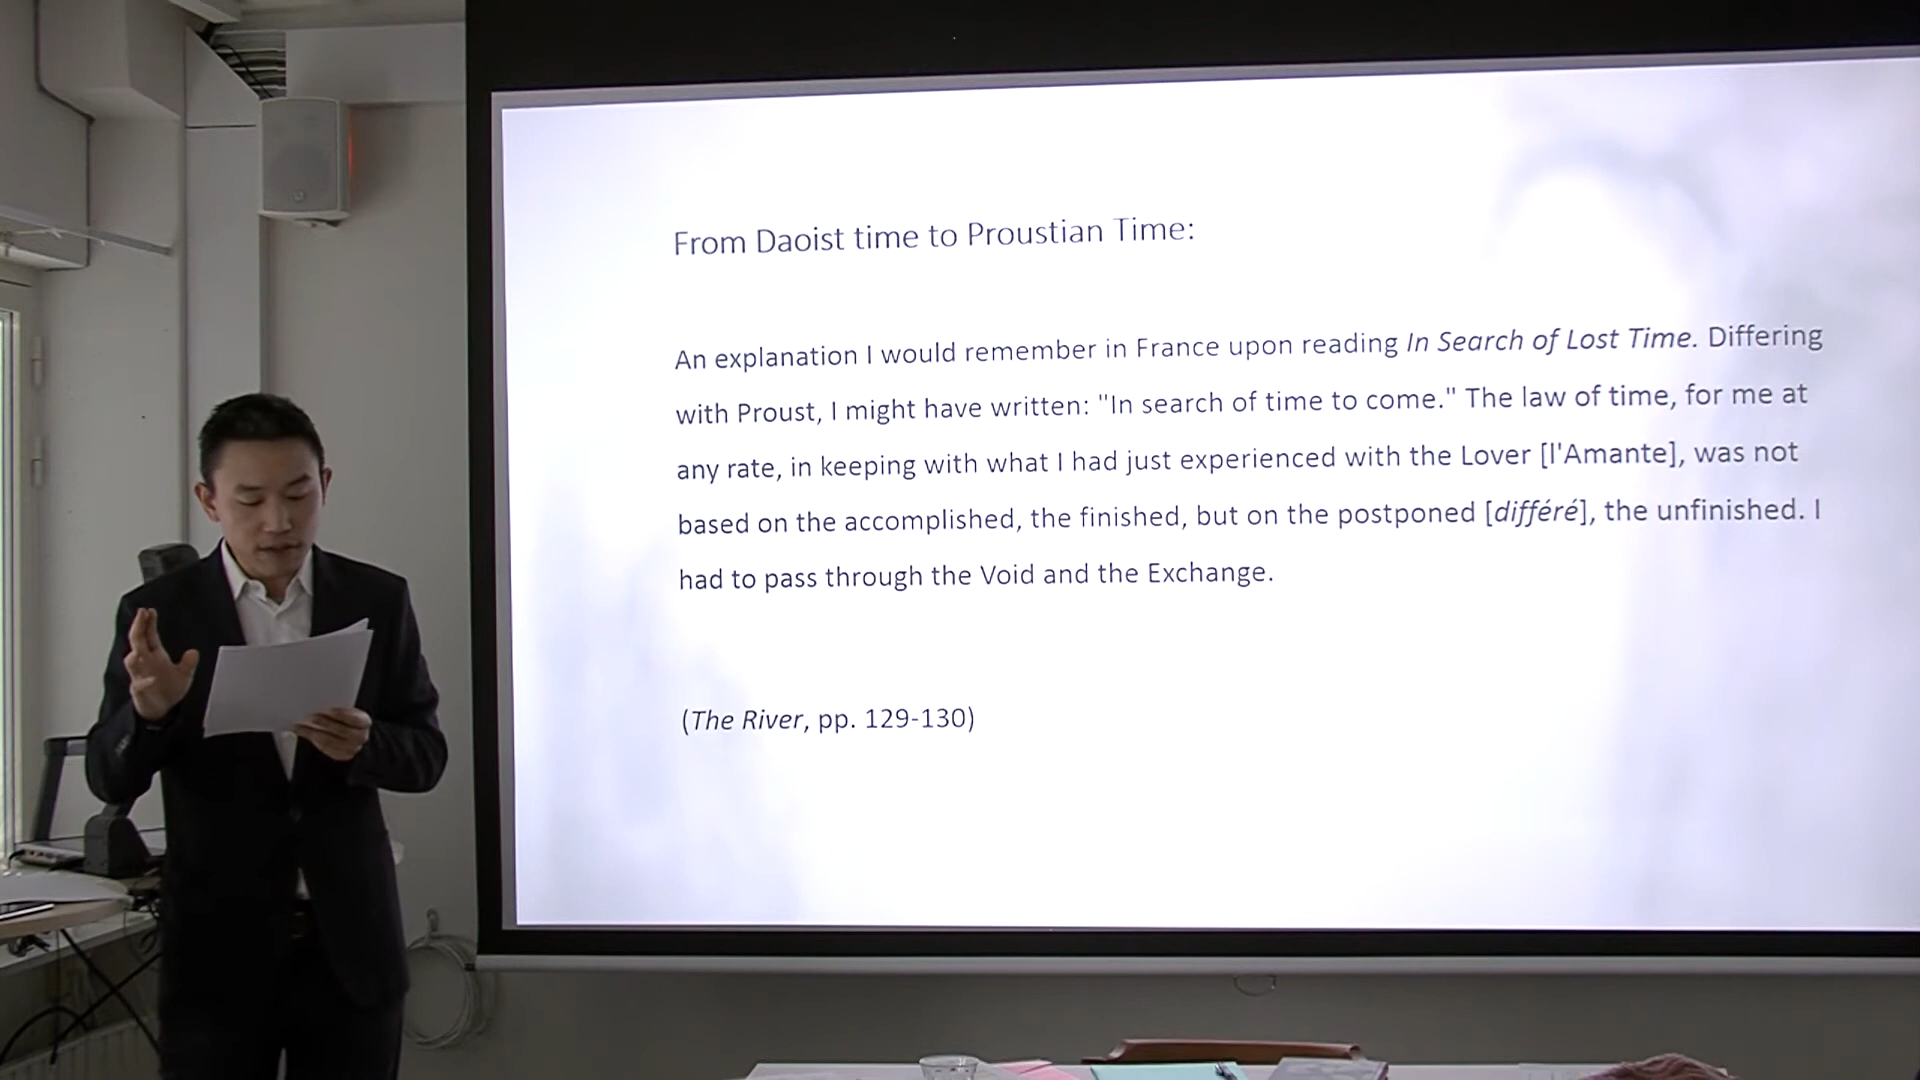 From Daoist time to Proustian Time:
An explanation I would remember in France upon reading In Search of Lost Time. Differing
with Proust, I might have written: "In search of time to come." The law of time, for me at
any rate, in keeping with what I had just experienced with the Lover [l'Amante], was not
based on the accomplished, the finished, but on the postponed [différé], the unfinished. I
had to pass through the Void and the Exchange.
(The River, pp. 129-130)